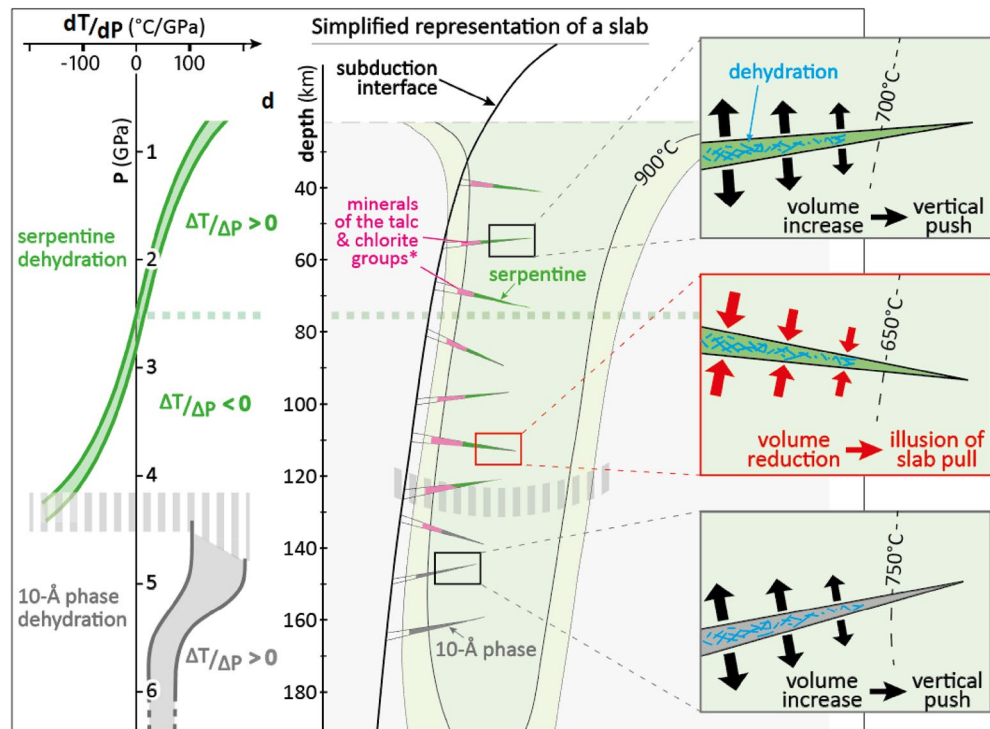 dT/dP (°C/GPa)
-100 0 100
d
P (GPa)
1
2
3
4
5
6
serpentine
dehydration
ΔT/ΔP > 0
ΔT/ΔP < 0
10-Å phase
dehydration
ΔT/ΔP > 0
Simplified representation of a slab
subduction
interface
depth (km)
40
60
80
100
120
140
160
180
900°C
minerals
of the talc
& chlorite
groups*
serpentine
10-Å phase
dehydration
700°C
volume
increase
vertical
push
650°C
volume
reduction
illusion of
slab pull
750°C
volume
increase
vertical
push